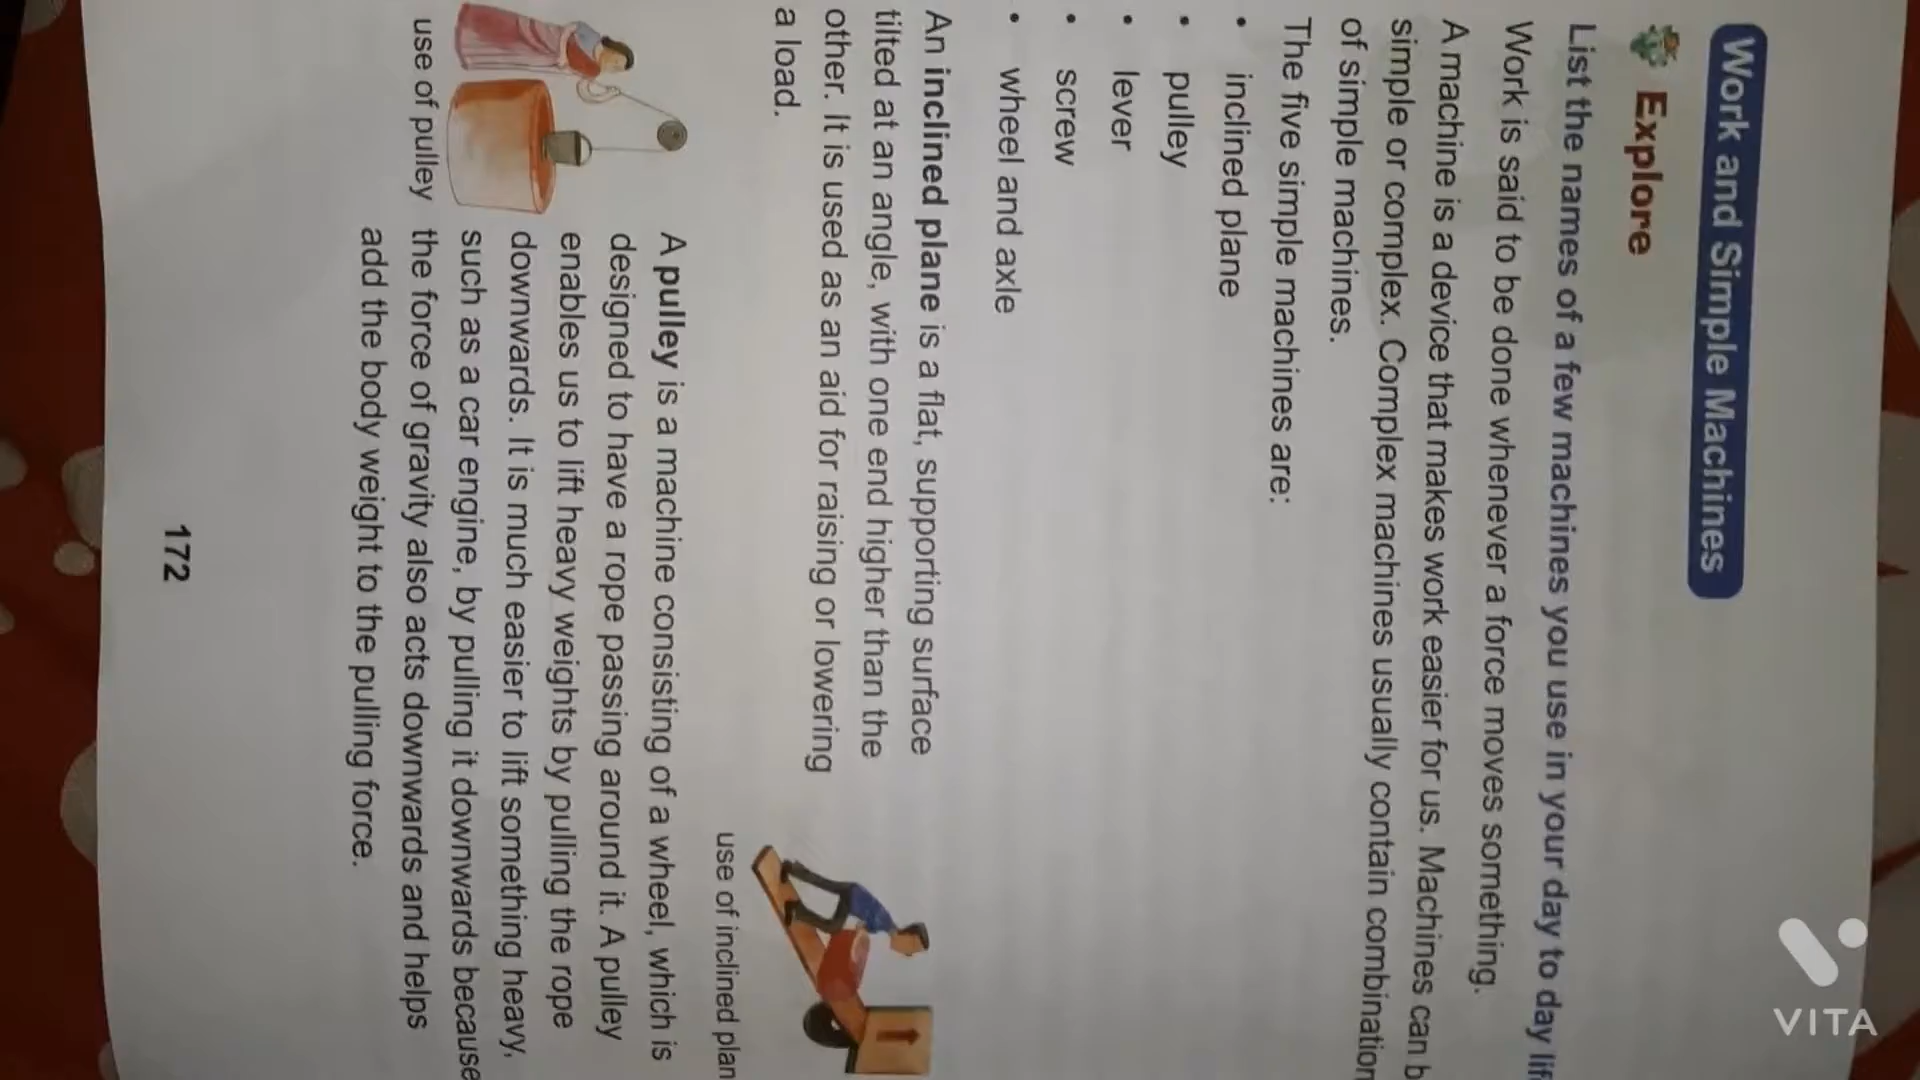 Work and Simple Machines
Explore
List the names of a few machines you use in your day to day
Work is said to be done whenever a force moves something.
A machine is a device that makes work easier for us. Machines can
simple or complex. Complex machines usually contain combination
of simple machines.
The five simple machines are:
• inclined plane
• pulley
• lever
• screw
• wheel and axle
An inclined plane is a flat, supporting surface
tilted at an angle, with one end higher than the
other. It is used as an aid for raising or lowering
a load.
use of inclined plan
A pulley is a machine consisting of a wheel, which is
designed to have a rope passing around it. A pulley
enables us to lift heavy weights by pulling the rope
downwards. It is much easier to lift something heavy,
such as a car engine, by pulling it downwards because
the force of gravity also acts downwards and helps
add the body weight to the pulling force.
use of pulley
172
VITA